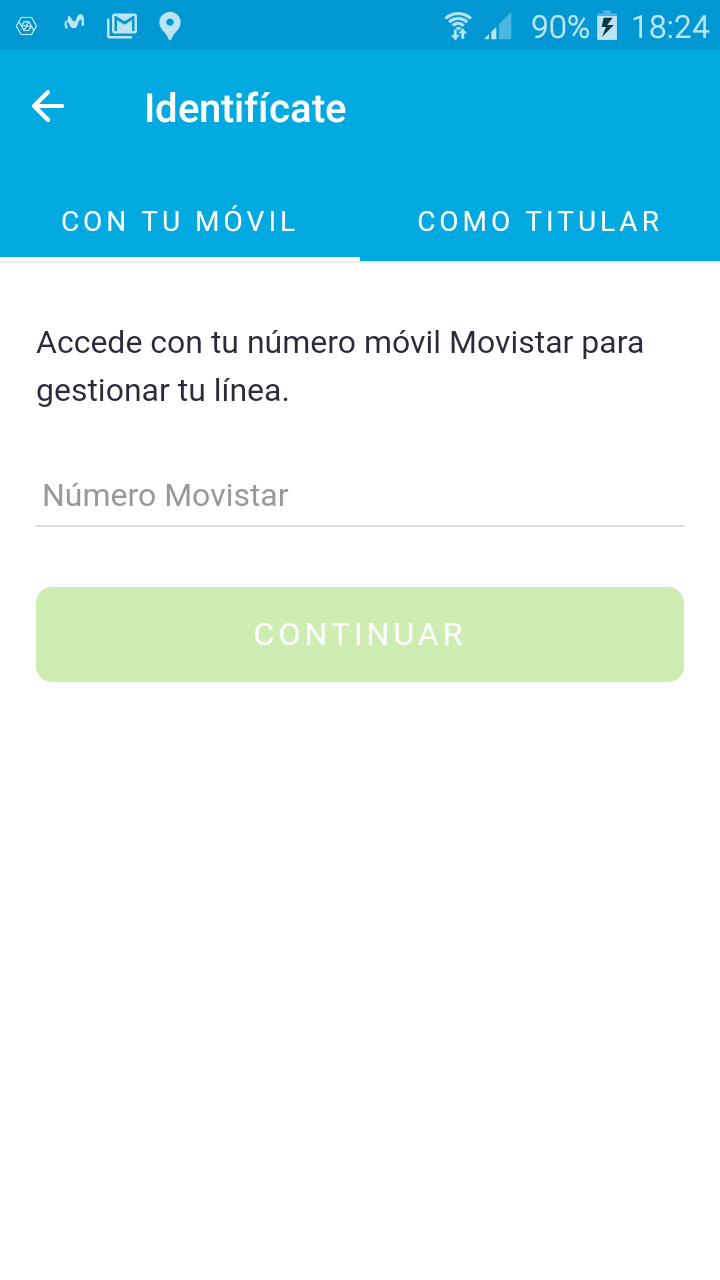 90% 18:24
Identifícate
CON TU MÓVIL COMO TITULAR
Accede con tu número móvil Movistar para
gestionar tu línea.
Número Movistar
CONTINUAR